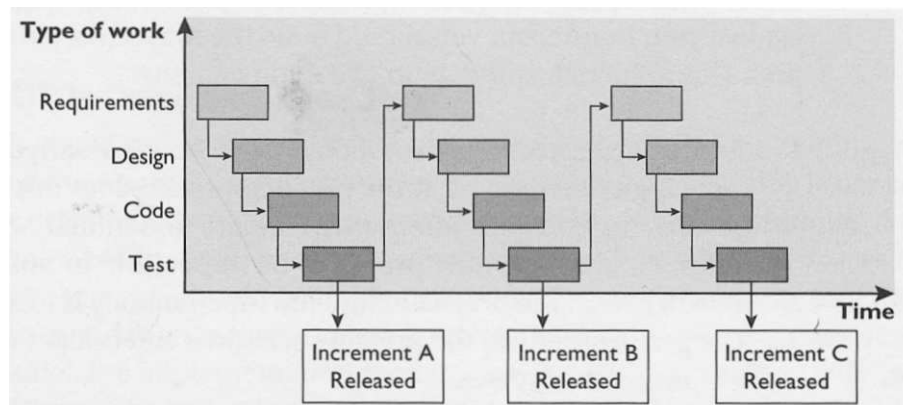 Type of work
Requirements
Design
Code
Test
Time
Increment A
Released
Increment B
Released
Increment C
Released